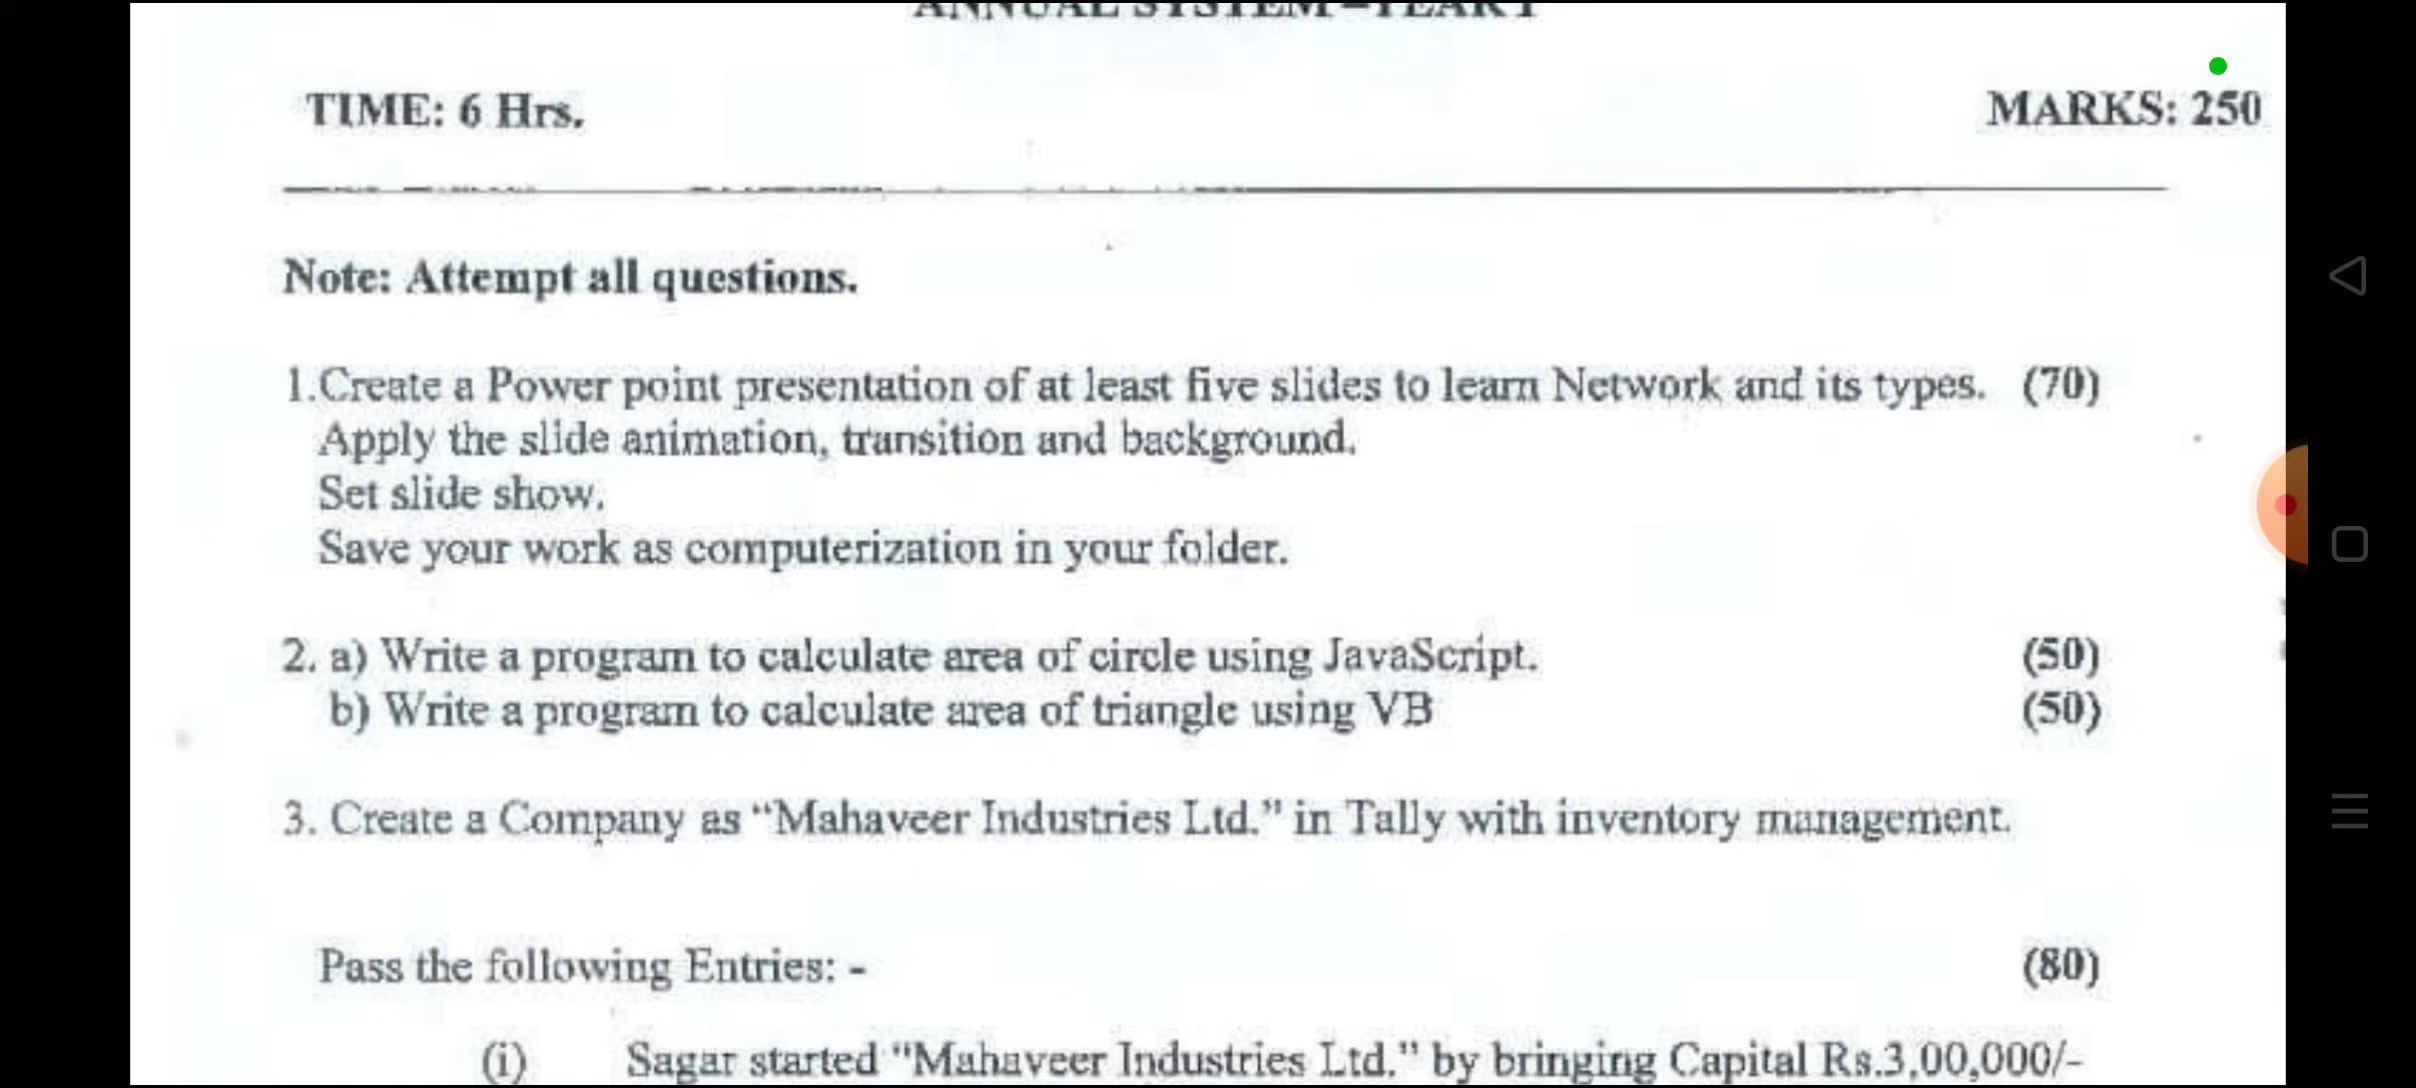 ANNUAL SYSTEM –YEAR I
TIME: 6 Hrs.
MARKS: 250
Note: Attempt all questions.
1.Create a Power point presentation of at least five slides to learn Network and its types. (70)
Apply the slide animation, transition and background.
Set slide show.
Save your work as computerization in your folder.
2. a) Write a program to calculate area of circle using JavaScript. (50)
b) Write a program to calculate area of triangle using VB (50)
3. Create a Company as “Mahaveer Industries Ltd.” in Tally with inventory management.
Pass the following Entries: - (80)
(i) Sagar started "Mahaveer Industries Ltd." by bringing Capital Rs.3,00,000/-